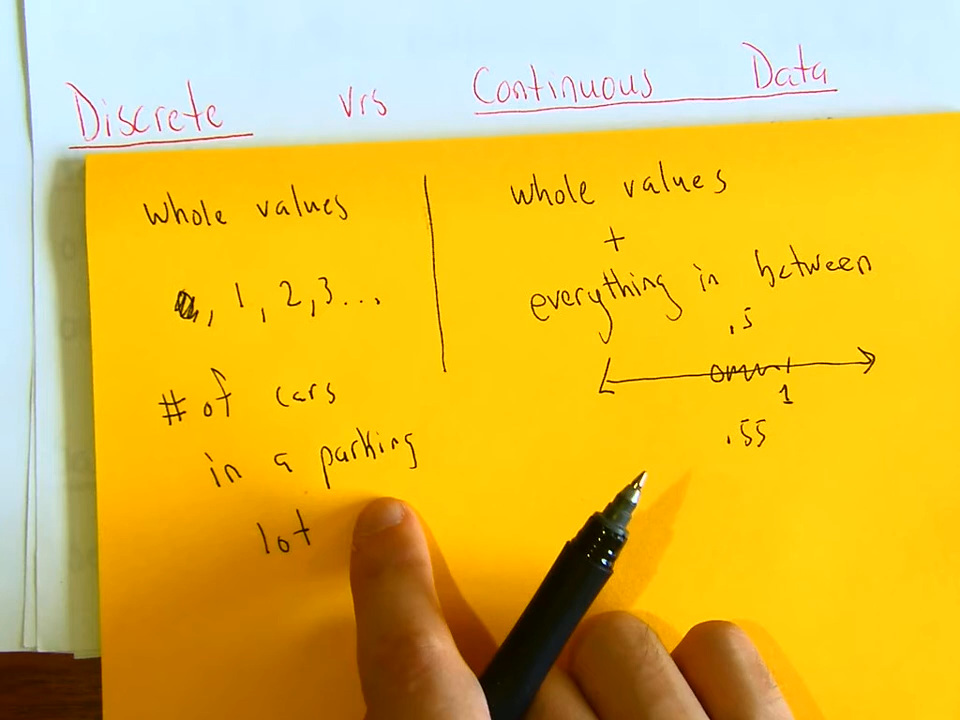 Discrete vrs Continuous Data
whole values
, 1, 2, 3...
# of cars
in a parking
lot
whole values
+
everything in between
.5
1
.55